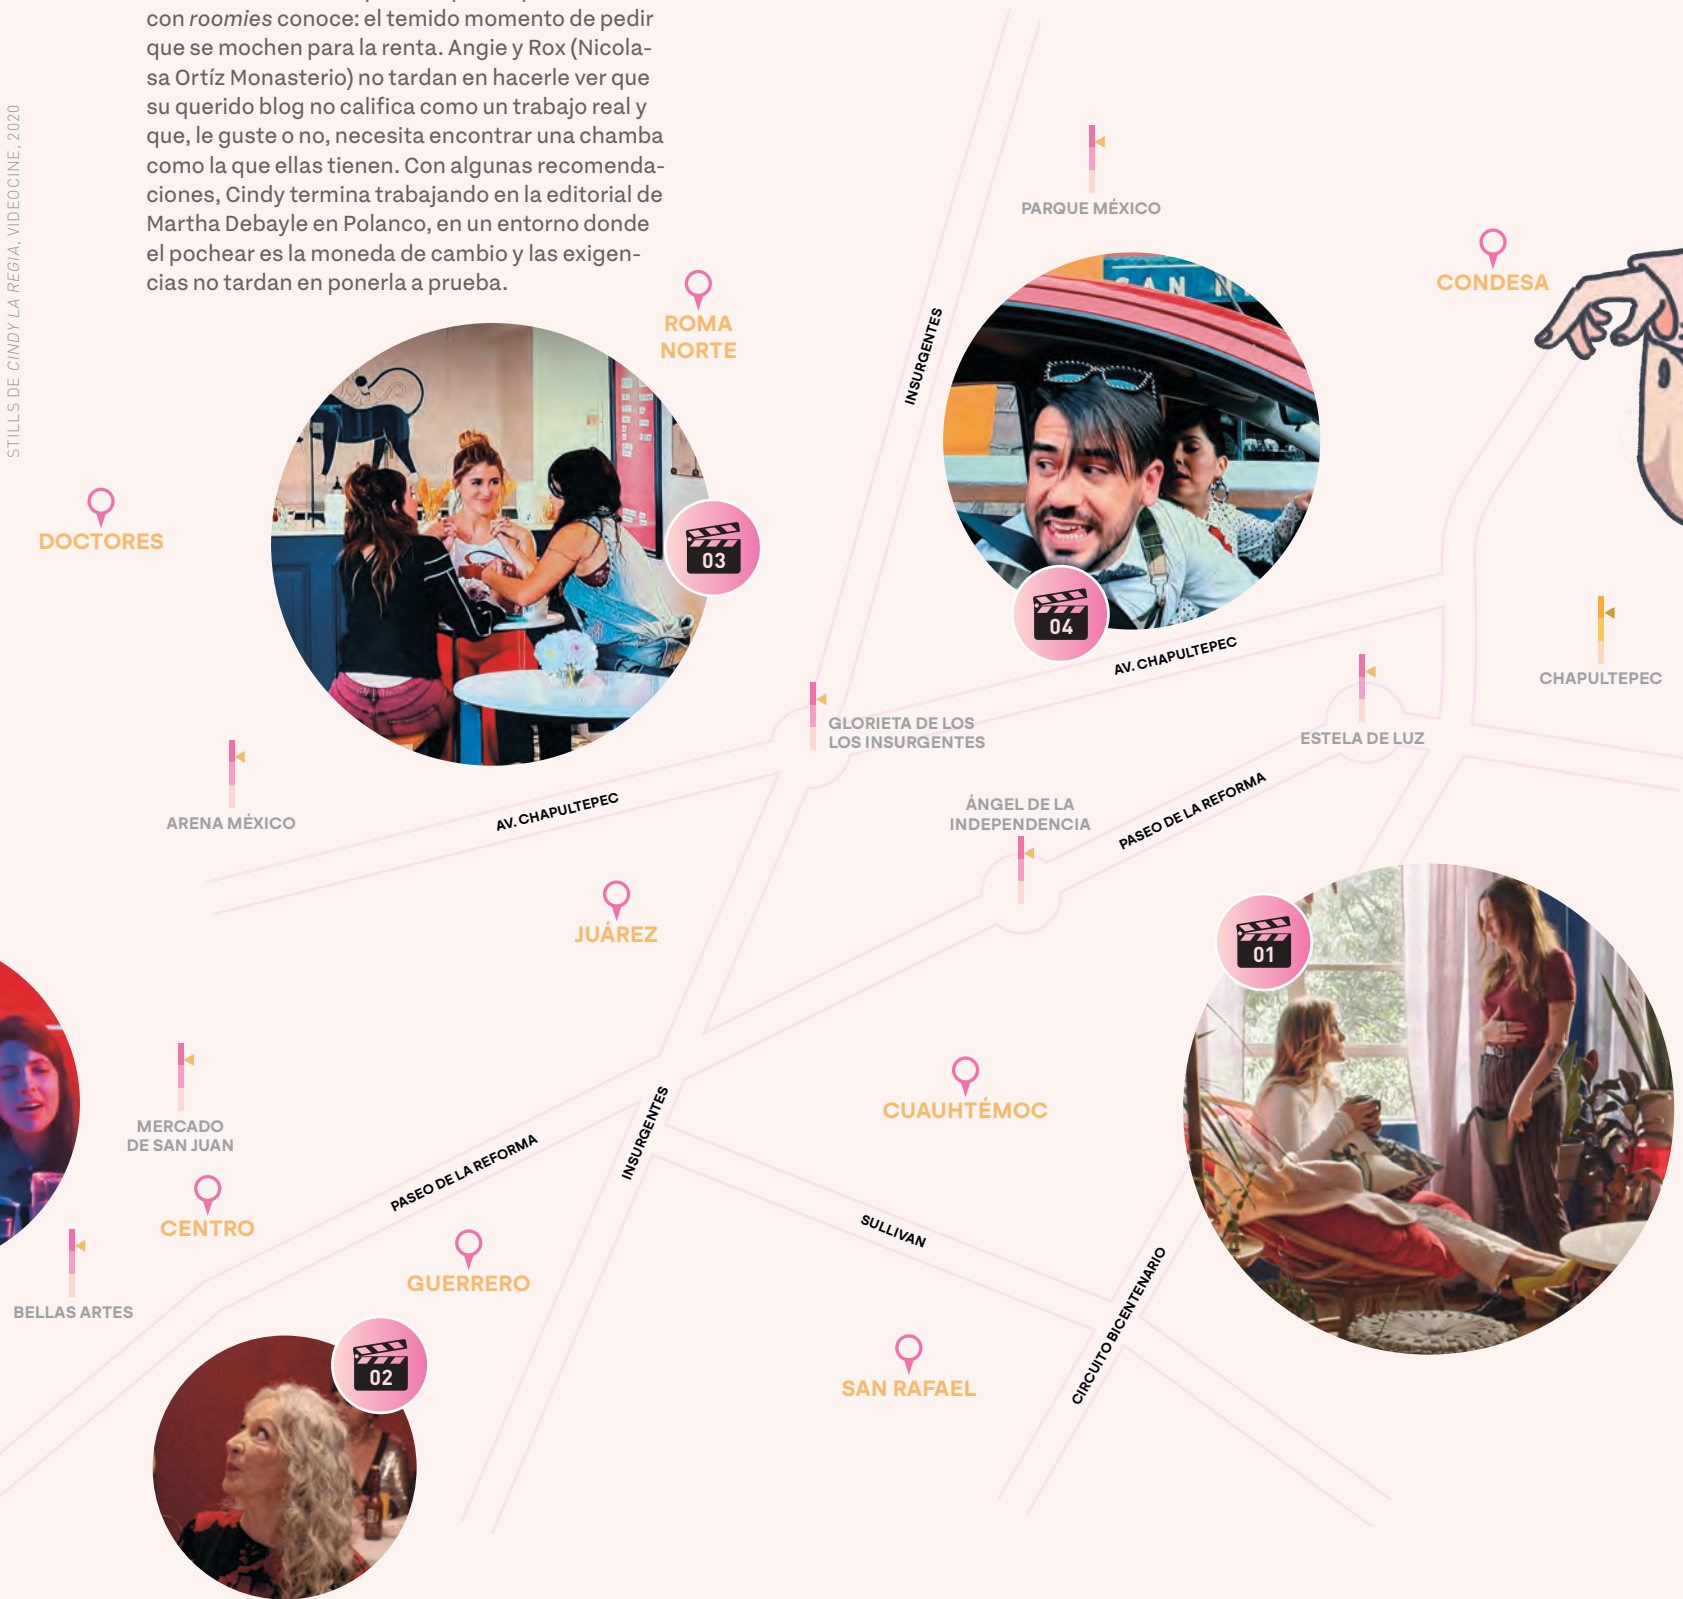 con roomies conoce: el temido momento de pedir
que se mochen para la renta. Angie y Rox (Nicola-
sa Ortíz Monasterio) no tardan en hacerle ver que
su querido blog no califica como un trabajo real y
que, le guste o no, necesita encontrar una chamba
como la que ellas tienen. Con algunas recomenda-
ciones, Cindy termina trabajando en la editorial de
Martha Debayle en Polanco, en un entorno donde
el pochear es la moneda de cambio y las exigen-
cias no tardan en ponerla a prueba.
STILLS DE CINDY LA REGIA, VIDEOCINE, 2020
PARQUE MÉXICO
CONDESA
ROMA
NORTE
INSURGENTES
DOCTORES
03
04
AV. CHAPULTEPEC
CHAPULTEPEC
GLORIETA DE LOS
LOS INSURGENTES
ESTELA DE LUZ
ARENA MÉXICO
AV. CHAPULTEPEC
ÁNGEL DE LA
INDEPENDENCIA
PASEO DE LA REFORMA
JUÁREZ
01
MERCADO
DE SAN JUAN
CUAUHTÉMOC
INSURGENTES
PASEO DE LA REFORMA
CENTRO
SULLIVAN
GUERRERO
BELLAS ARTES
CIRCUITO BICENTENARIO
02
SAN RAFAEL